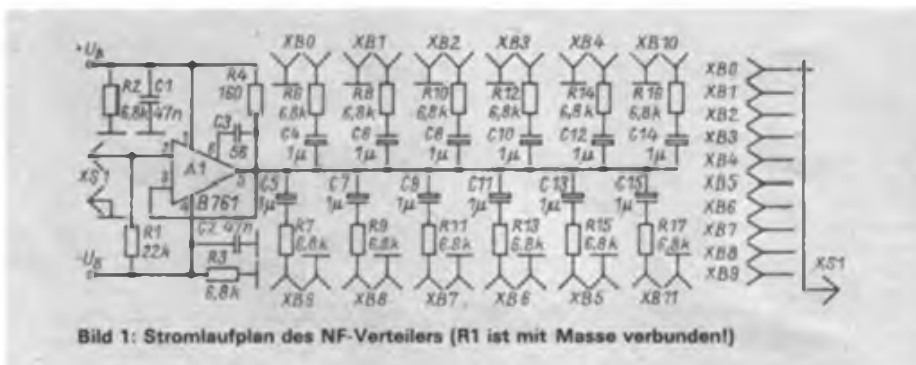 XB0 XB1 XB2 XB3 XB4 XB10
+U_B
R2 6,8k
C1 47n
R4 160
C3 56
R6 6,8k
R8 6,8k
R10 6,8k
R12 6,8k
R14 6,8k
R16 6,8k
C4 1µ
C6 1µ
C8 1µ
C10 1µ
C12 1µ
C14 1µ
XS1
2
3
A1
6
5
4
B761
R1 22k
C2 47n
R3 6,8k
-U_B
C5 1µ
C7 1µ
C9 1µ
C11 1µ
C13 1µ
C15 1µ
R7 6,8k
R9 6,8k
R11 6,8k
R13 6,8k
R15 6,8k
R17 6,8k
XB9 XB8 XB7 XB6 XB5 XB11
XB0
XB1
XB2
XB3
XB4
XB5
XB6
XB7
XB8
XB9
XS1
Bild 1: Stromlaufplan des NF-Verteilers (R1 ist mit Masse verbunden!)